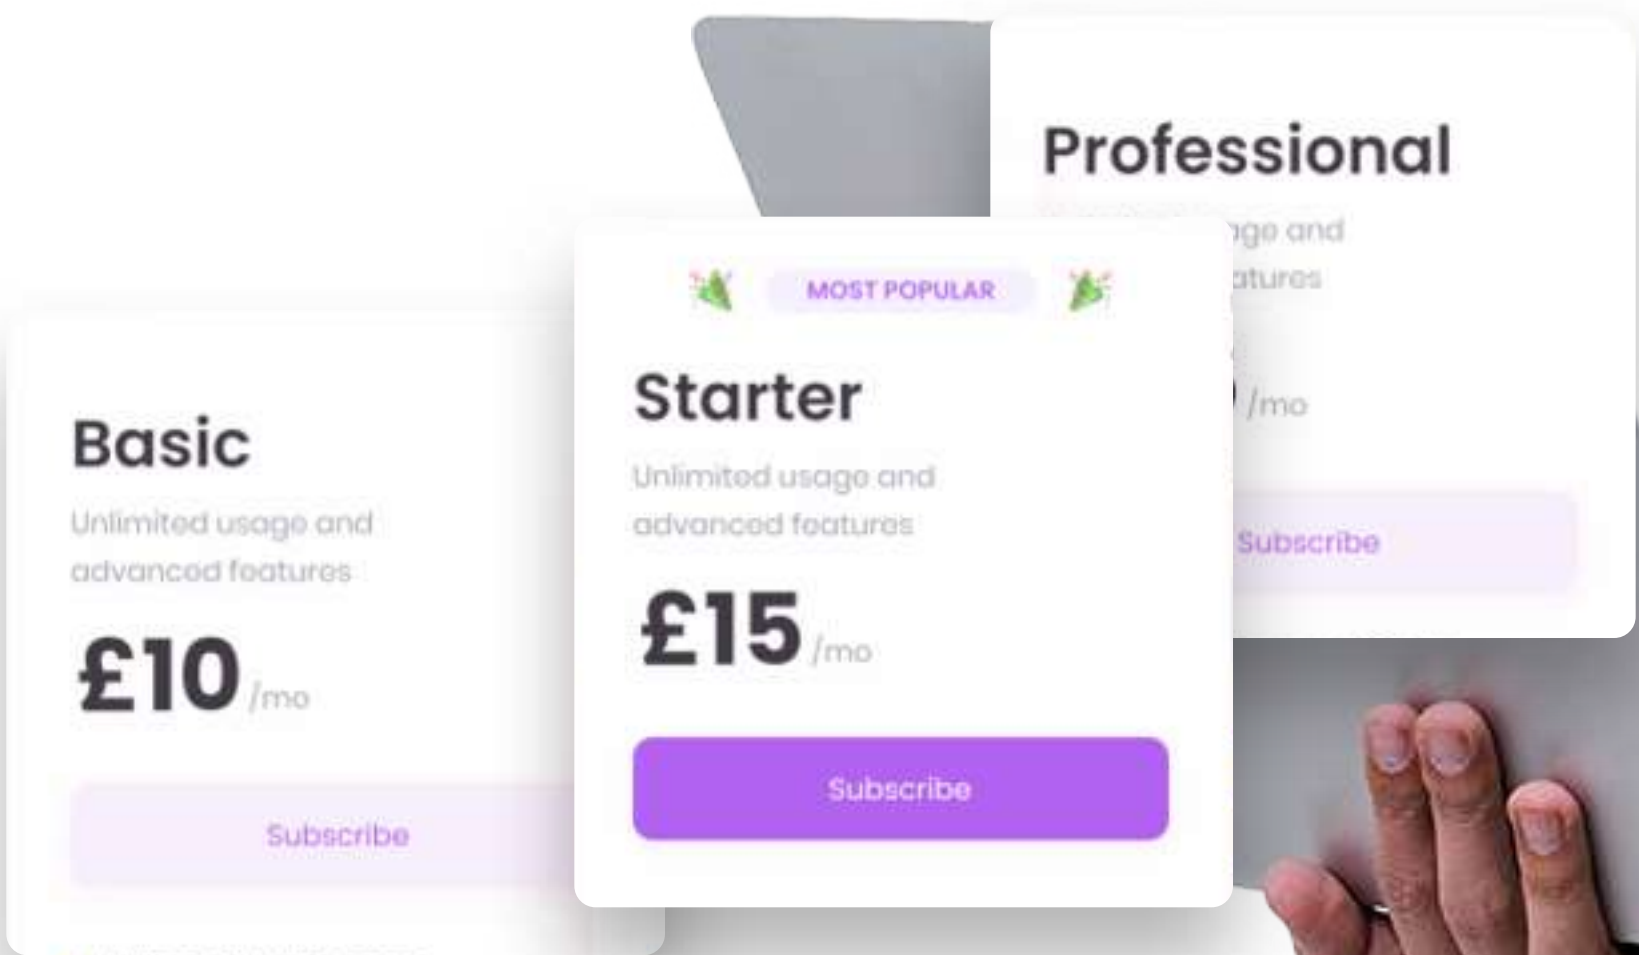 Professional
and
/mo
Subscribe
MOST POPULAR
Starter
Unlimited usage and
advanced features
£15 /mo
Subscribe
Basic
Unlimited usage and
advanced features
£10 /mo
Subscribe